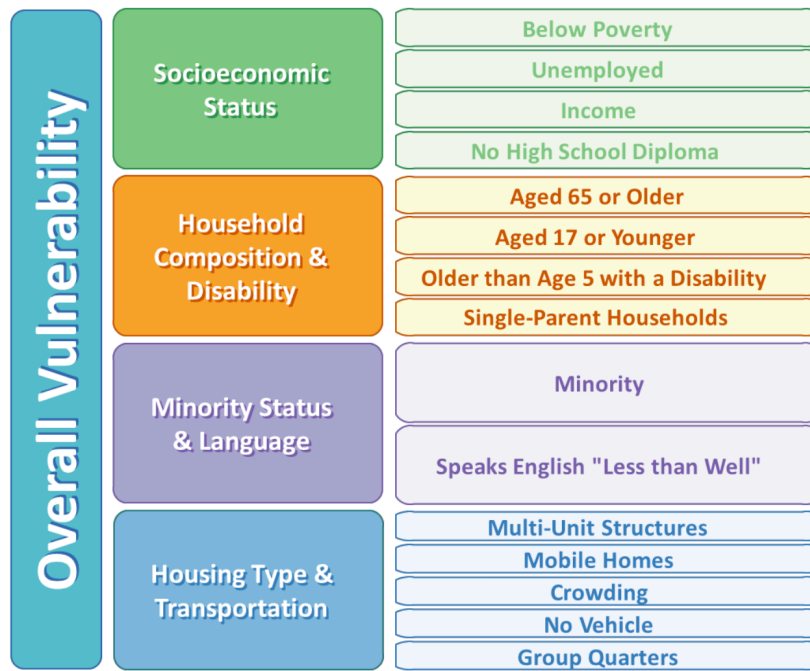 Overall Vulnerability
Socioeconomic
Status
Below Poverty
Unemployed
Income
No High School Diploma
Household
Composition &
Disability
Aged 65 or Older
Aged 17 or Younger
Older than Age 5 with a Disability
Single-Parent Households
Minority Status
& Language
Minority
Speaks English "Less than Well"
Housing Type &
Transportation
Multi-Unit Structures
Mobile Homes
Crowding
No Vehicle
Group Quarters